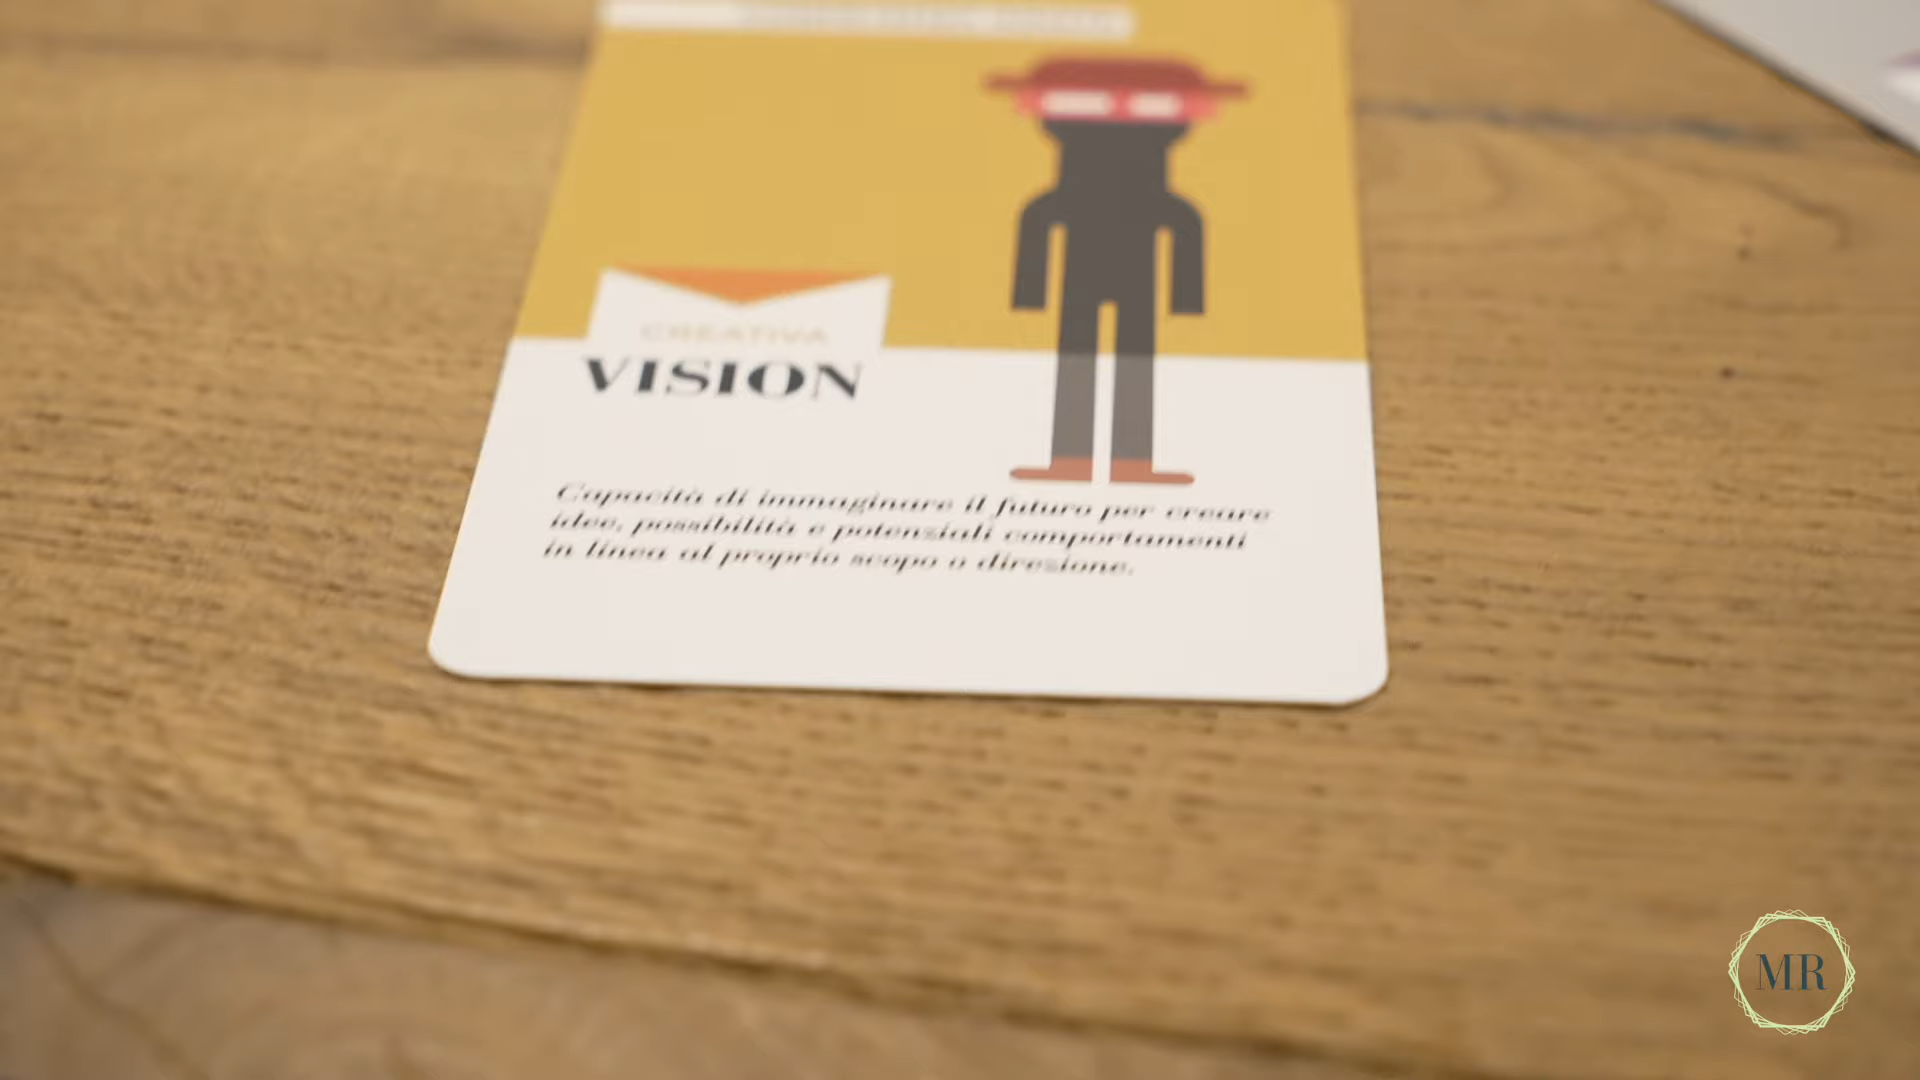 CREATIVA
VISION
Capacità di immaginare il futuro per creare
idee, possibilità e potenziali comportamenti
in linea al proprio scopo o direzione.
MR